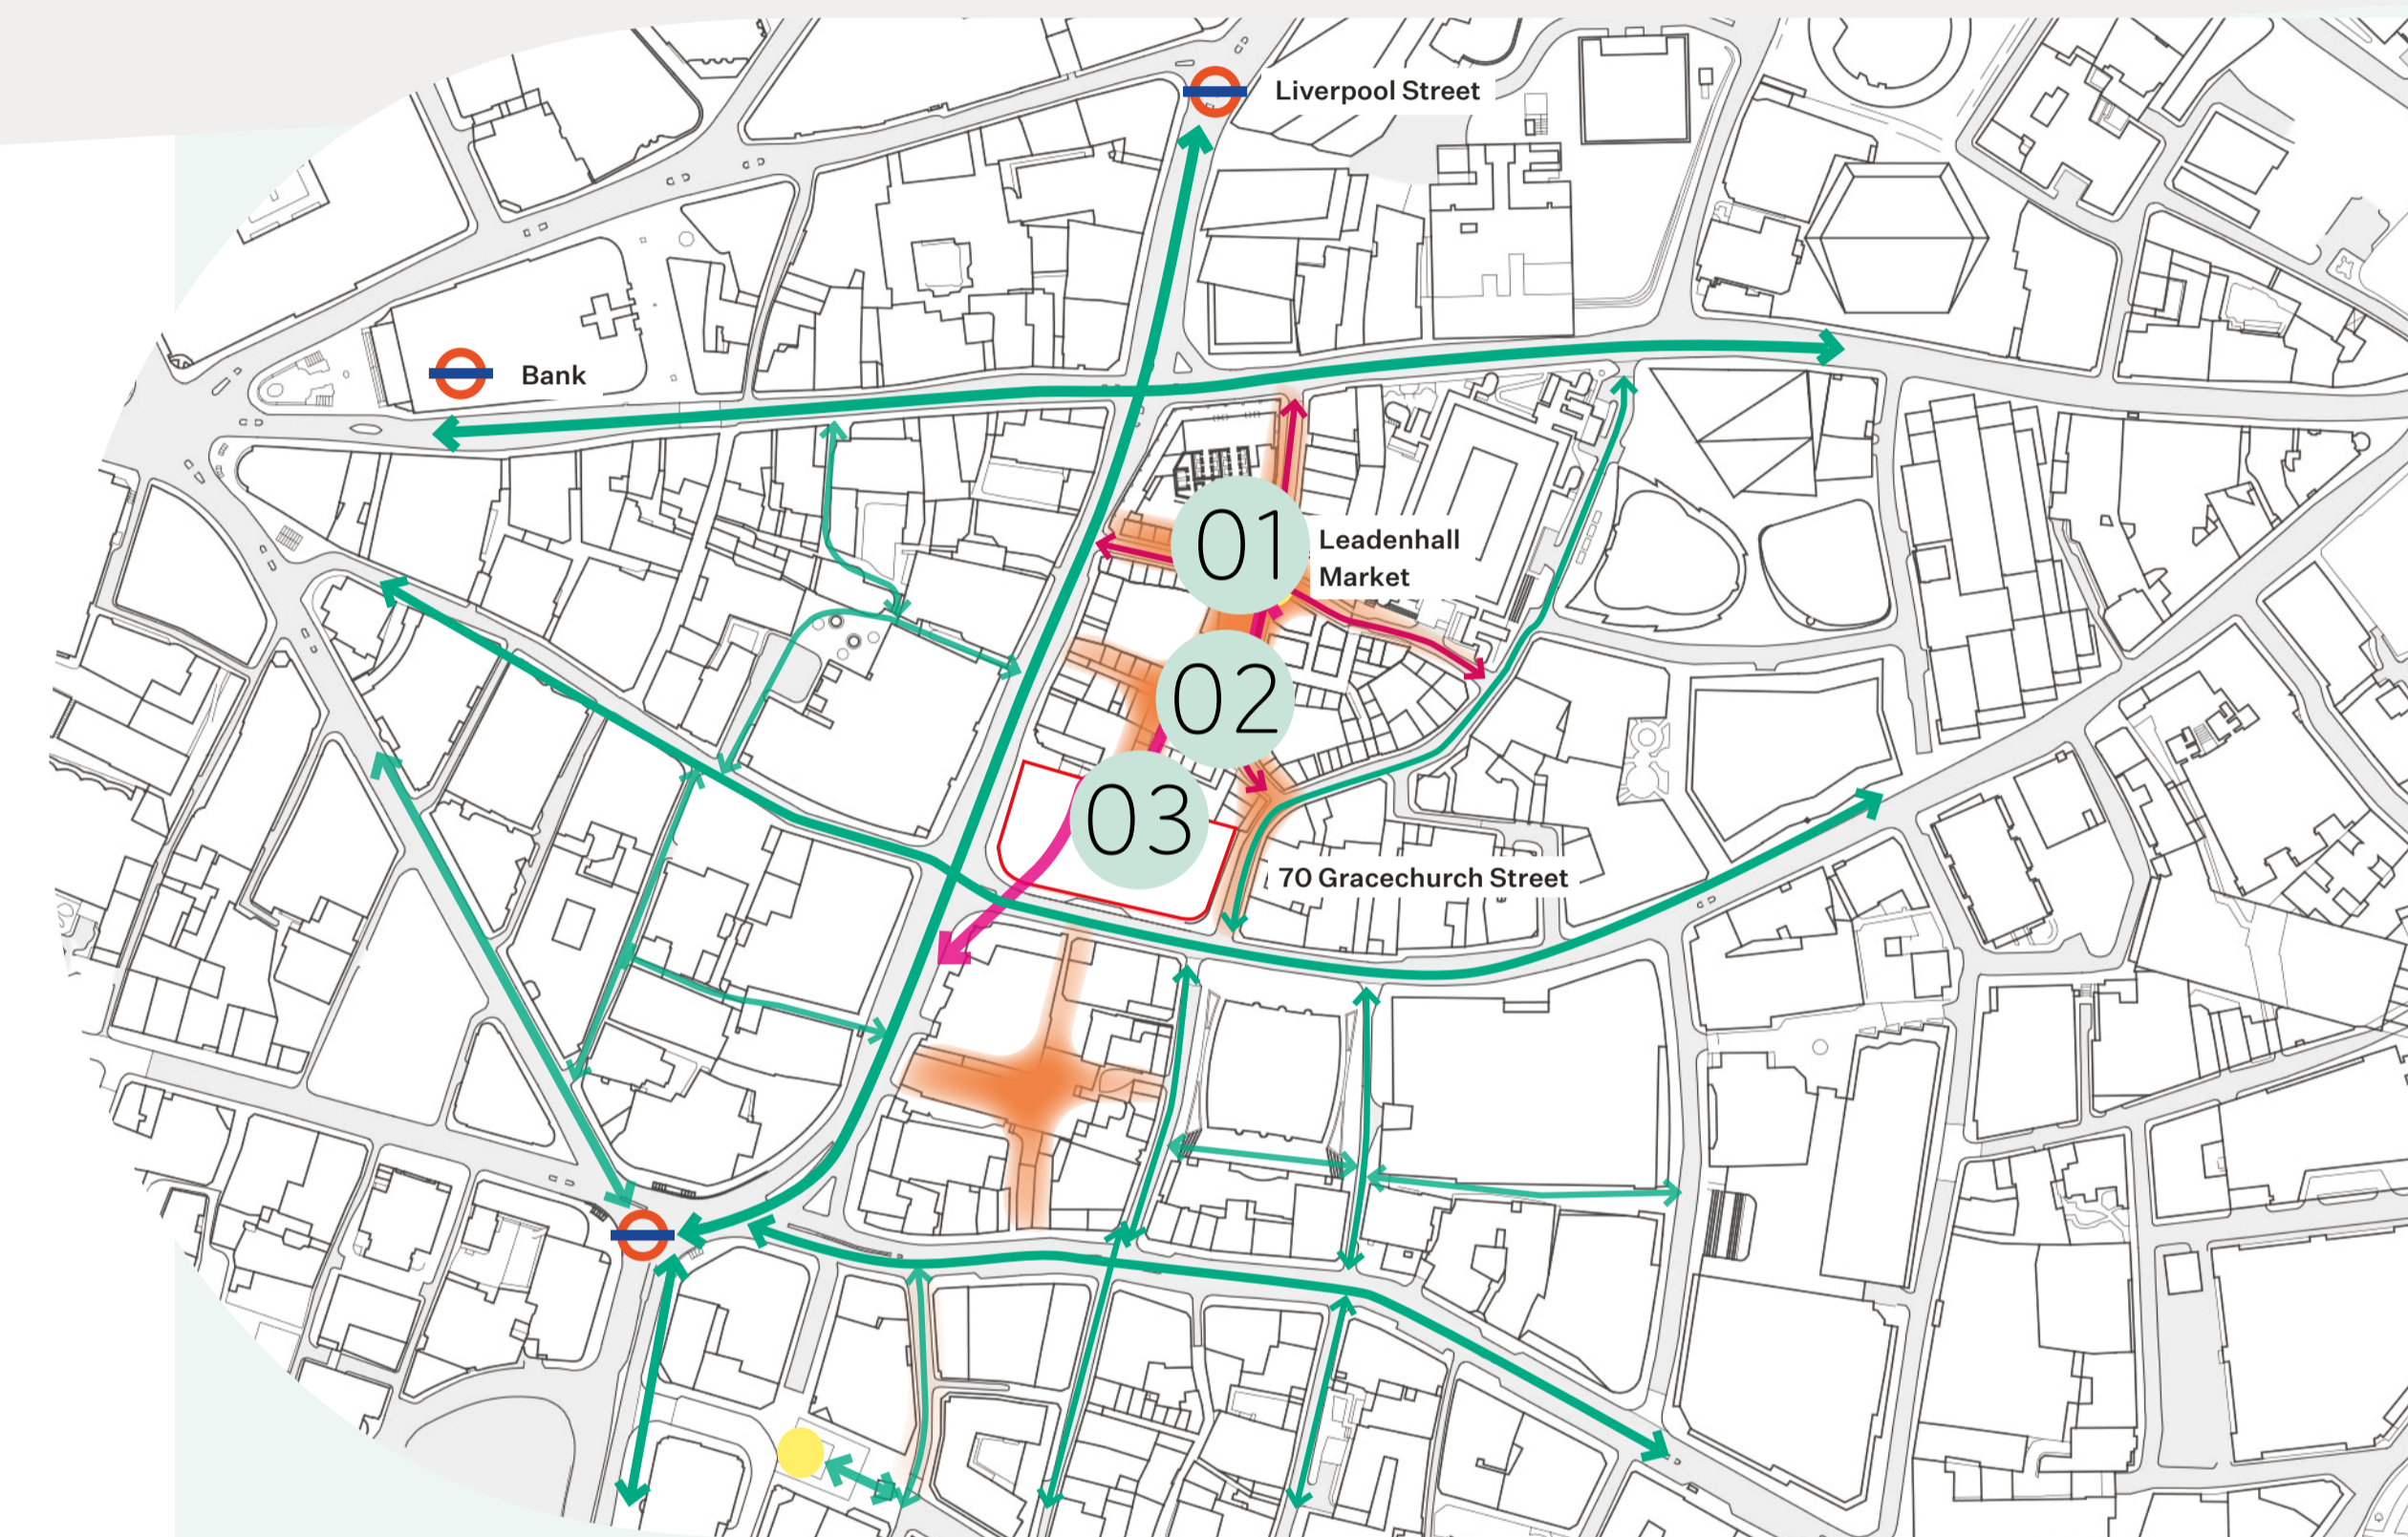 Liverpool Street
Bank
01
Leadenhall
Market
02
03
70 Gracechurch Street